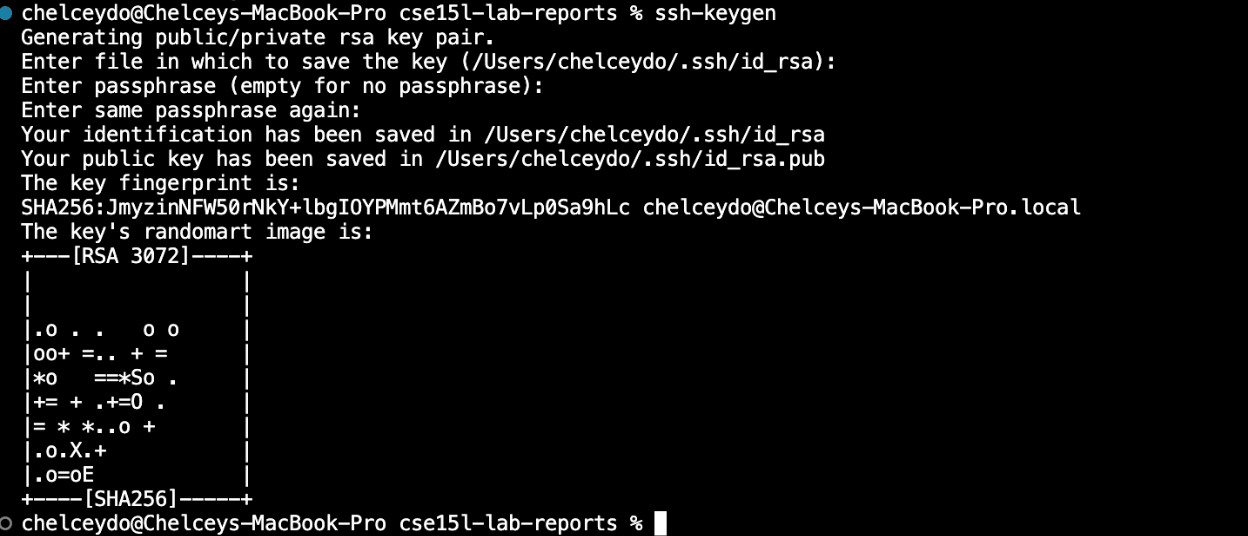 chelceydo@Chelceys-MacBook-Pro cse15l-lab-reports % ssh-keygen
Generating public/private rsa key pair.
Enter file in which to save the key (/Users/chelceydo/.ssh/id_rsa):
Enter passphrase (empty for no passphrase):
Enter same passphrase again:
Your identification has been saved in /Users/chelceydo/.ssh/id_rsa
Your public key has been saved in /Users/chelceydo/.ssh/id_rsa.pub
The key fingerprint is:
SHA256:JmyzinNFW50rNkY+lbgIOYPMmt6AZmBo7vLp0Sa9hLc chelceydo@Chelceys-MacBook-Pro.local
The key's randomart image is:
+---[RSA 3072]----+
|                 |
|                 |
|.o . .   o o     |
|oo+ =.. + =      |
|*o   ==*So .     |
|+= + .+=O .      |
|= * *..o +       |
|.o.X.+           |
|.o=oE            |
+----[SHA256]-----+
chelceydo@Chelceys-MacBook-Pro cse15l-lab-reports %